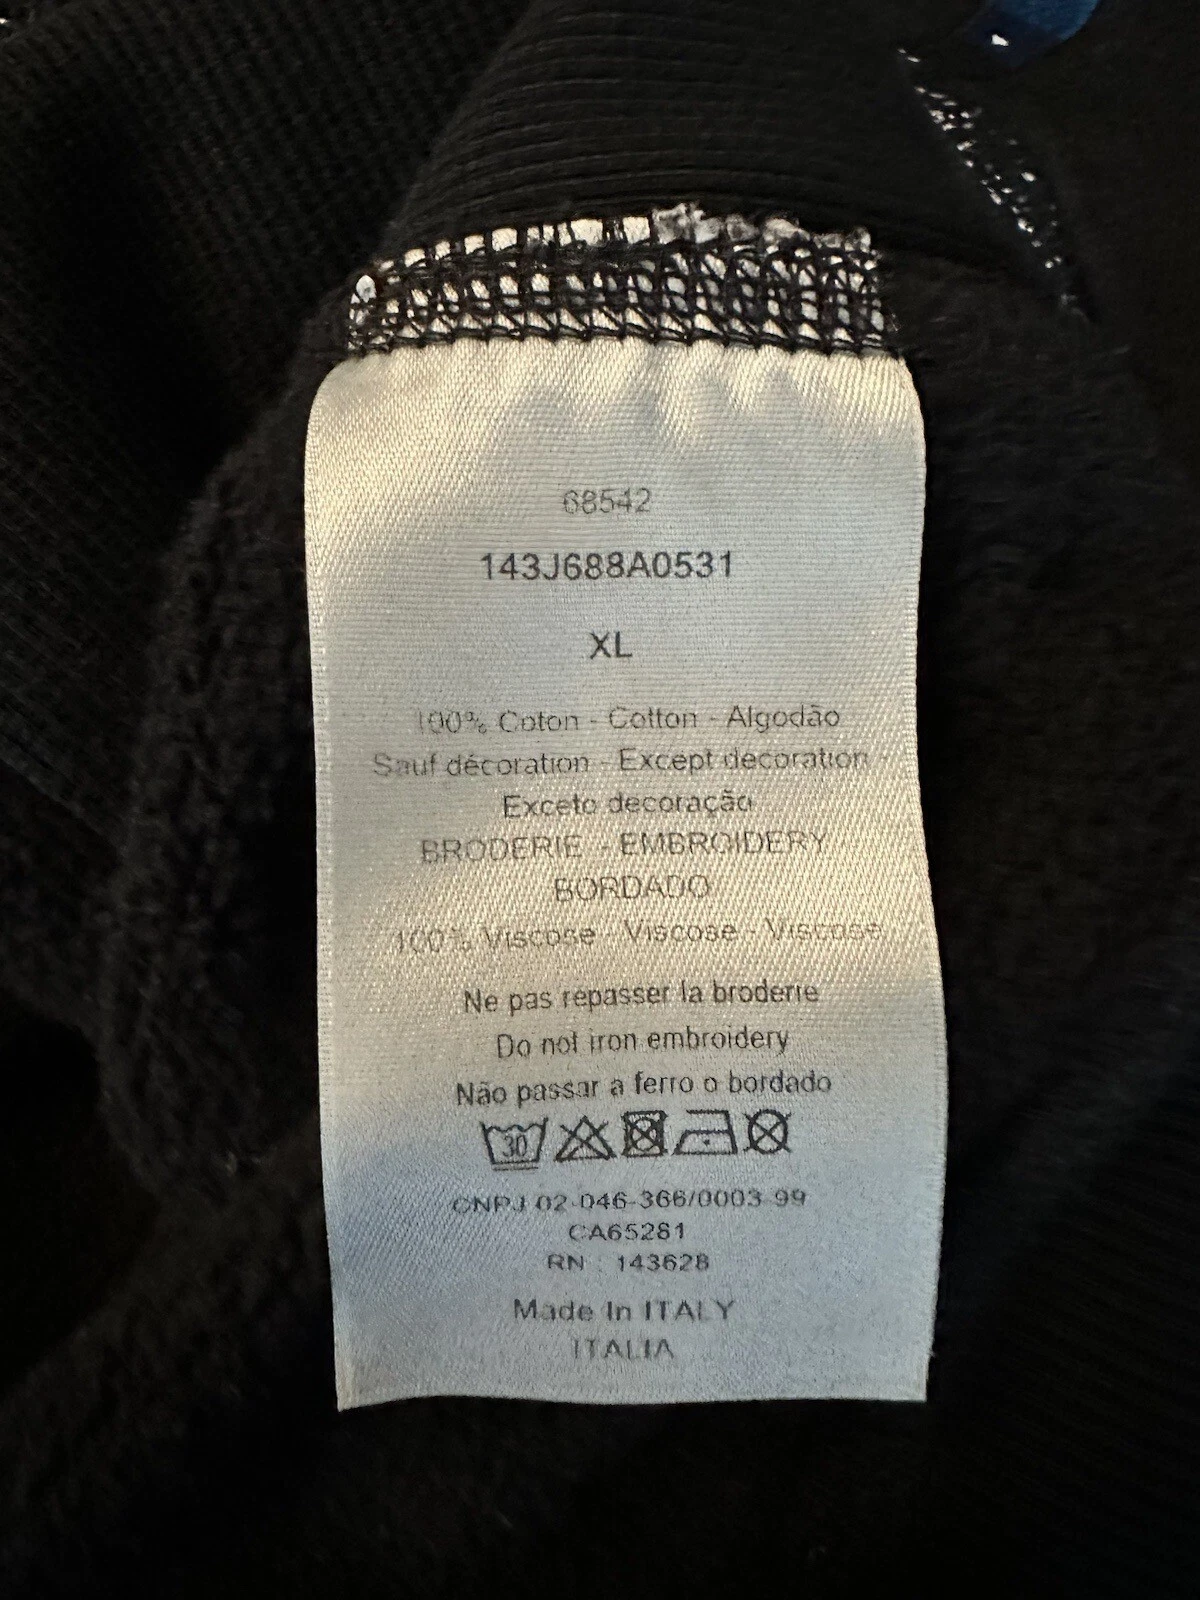 68542
143J688A0531
XL
100% Coton - Cotton - Algodão
Sauf décoration - Except decoration
Exceto decoração
BRODERIE - EMBROIDERY
BORDADO
100% Viscose - Viscose - Viscose
Ne pas repasser la broderie
Do not iron embroidery
Não passar a ferro o bordado
30
CNPJ 02-046-366/0003-99
CA65281
RN : 143628
Made In ITALY
ITALIA